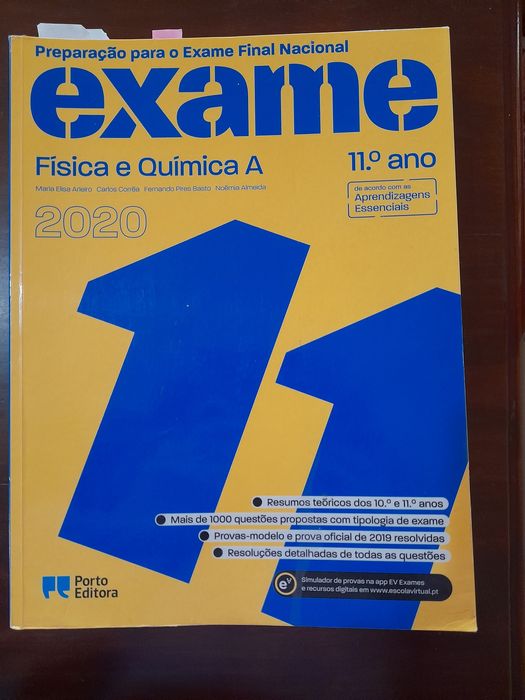 Preparação para o Exame Final Nacional
exame
Física e Química A 11.º ano
Maria Elisa Arieiro Carlos Corrêa Fernando Pires Basto Noémia Almeida
de acordo com as
Aprendizagens
Essenciais
2020
11
Resumos teóricos dos 10.º e 11.º anos
Mais de 1000 questões propostas com tipologia de exame
Provas-modelo e prova oficial de 2019 resolvidas
Resoluções detalhadas de todas as questões
Porto
Editora
eV
Simulador de provas na app EV Exames
e recursos digitais em www.escolavirtual.pt